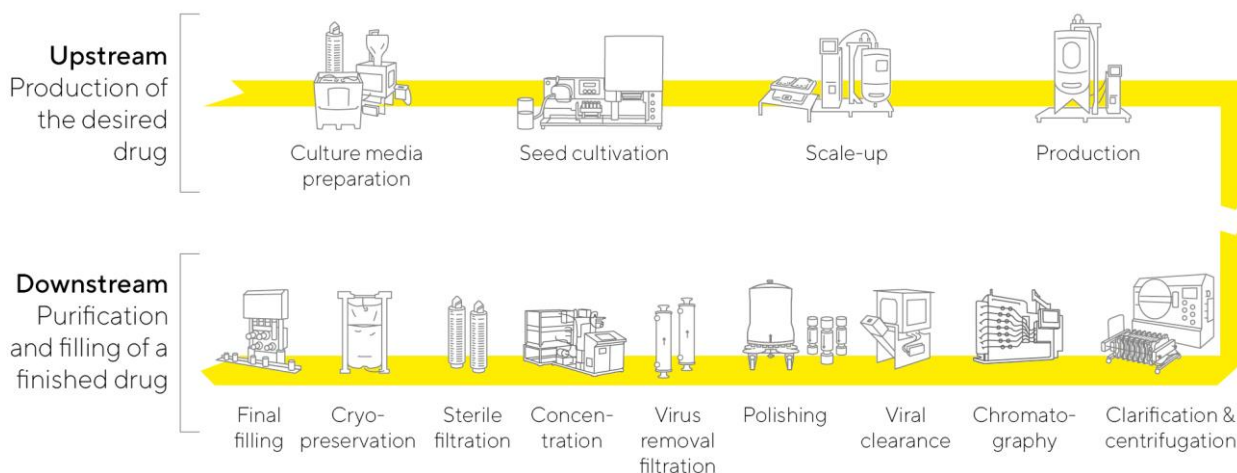 Upstream
Production of
the desired
drug
Culture media
preparation
Seed cultivation
Scale-up
Production
Downstream
Purification
and filling of a
finished drug
Final
filling
Cryo-
preservation
Sterile
filtration
Concen-
tration
Virus
removal
filtration
Polishing
Viral
clearance
Chromato-
graphy
Clarification &
centrifugation